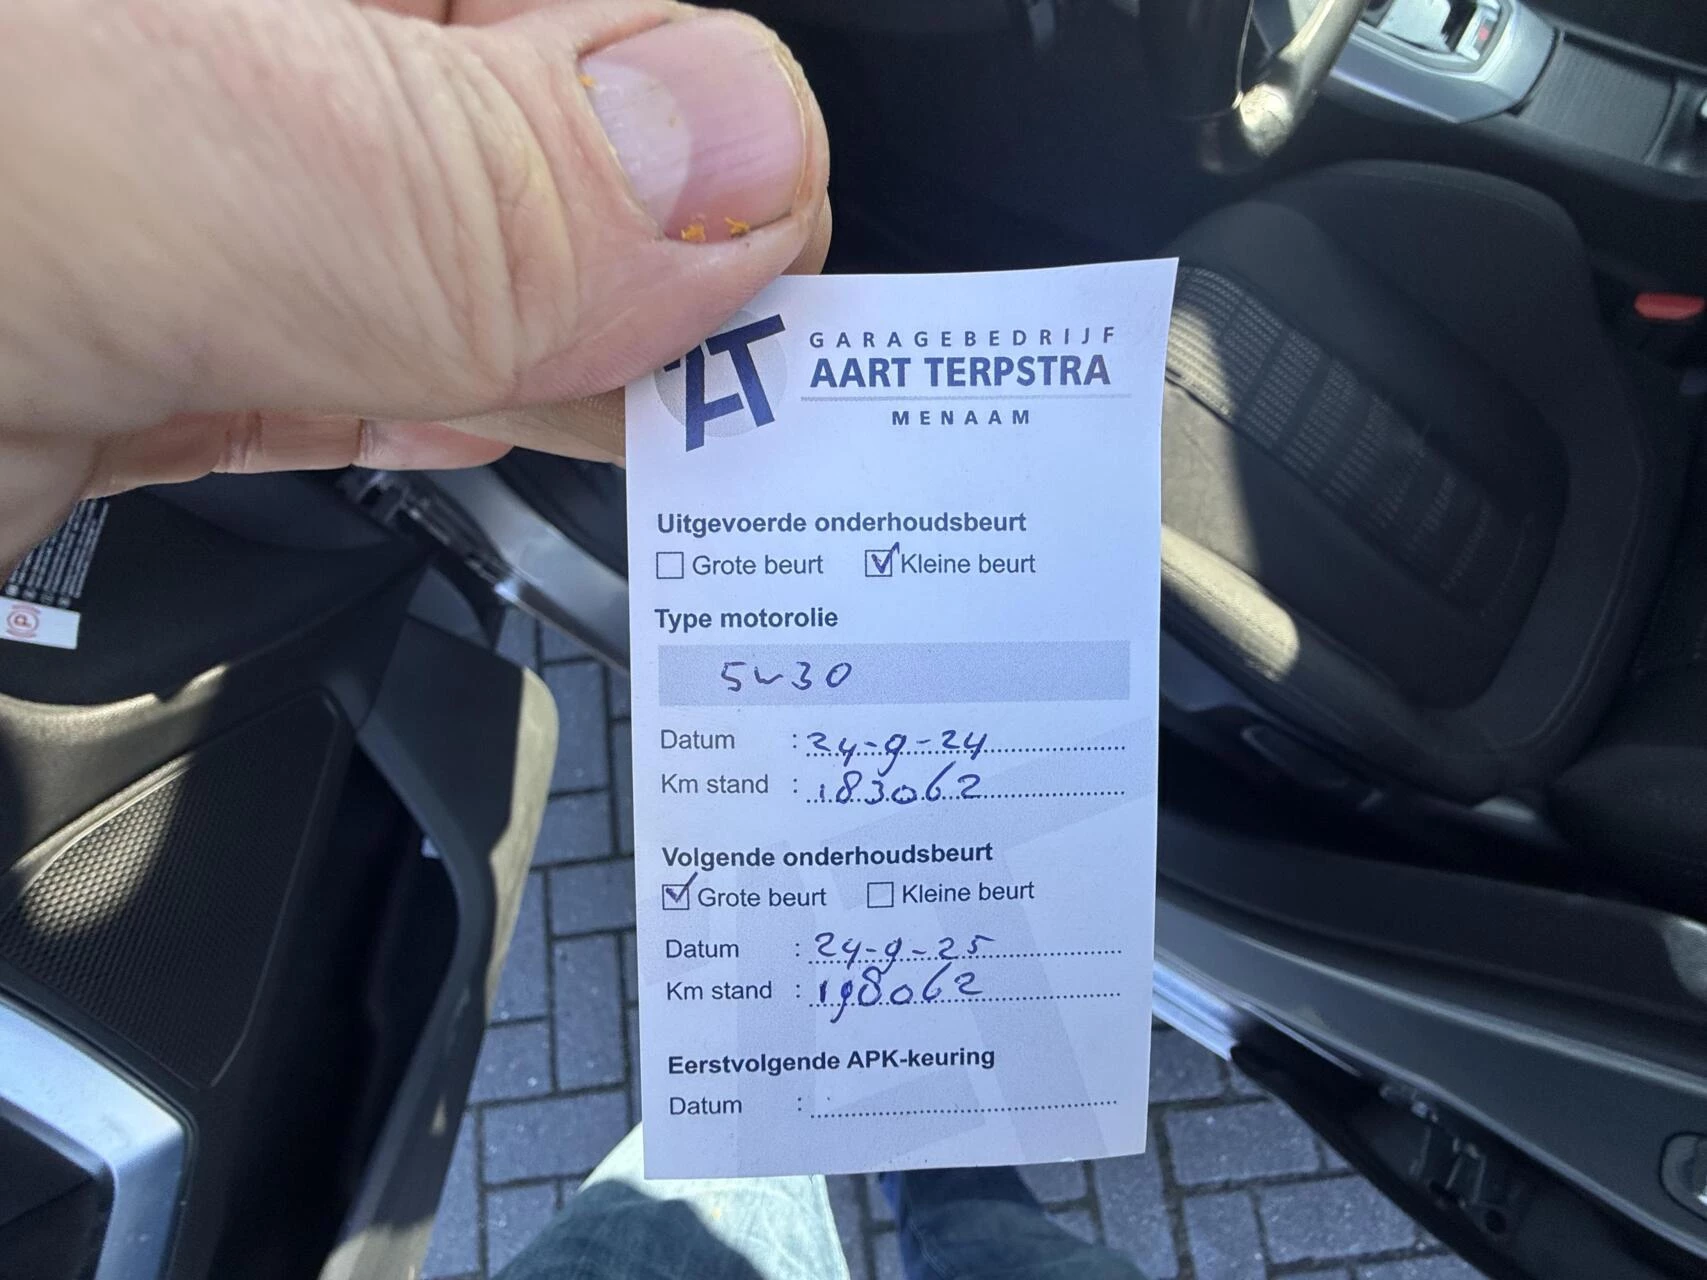 GARAGEBEDRIJF
AART TERPSTRA
MENAAM
Uitgevoerde onderhoudsbeurt
Grote beurt Kleine beurt
Type motorolie
5w30
Datum : 24-9-24
Km stand : 183062
Volgende onderhoudsbeurt
Grote beurt Kleine beurt
Datum : 24-9-25
Km stand : 198062
Eerstvolgende APK-keuring
Datum :